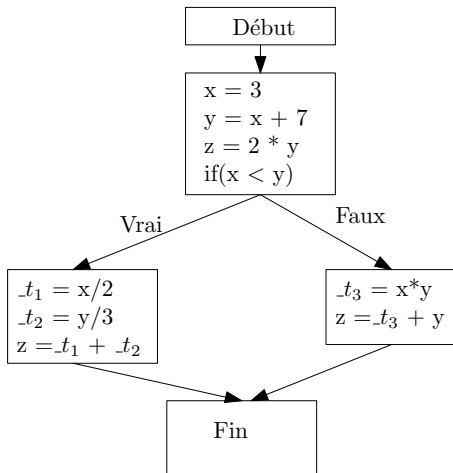 Début
x = 3
y = x + 7
z = 2 * y
if(x < y)
Vrai
Faux
_t₁ = x/2
_t₂ = y/3
z =_t₁ + _t₂
_t₃ = x*y
z =_t₃ + y
Fin